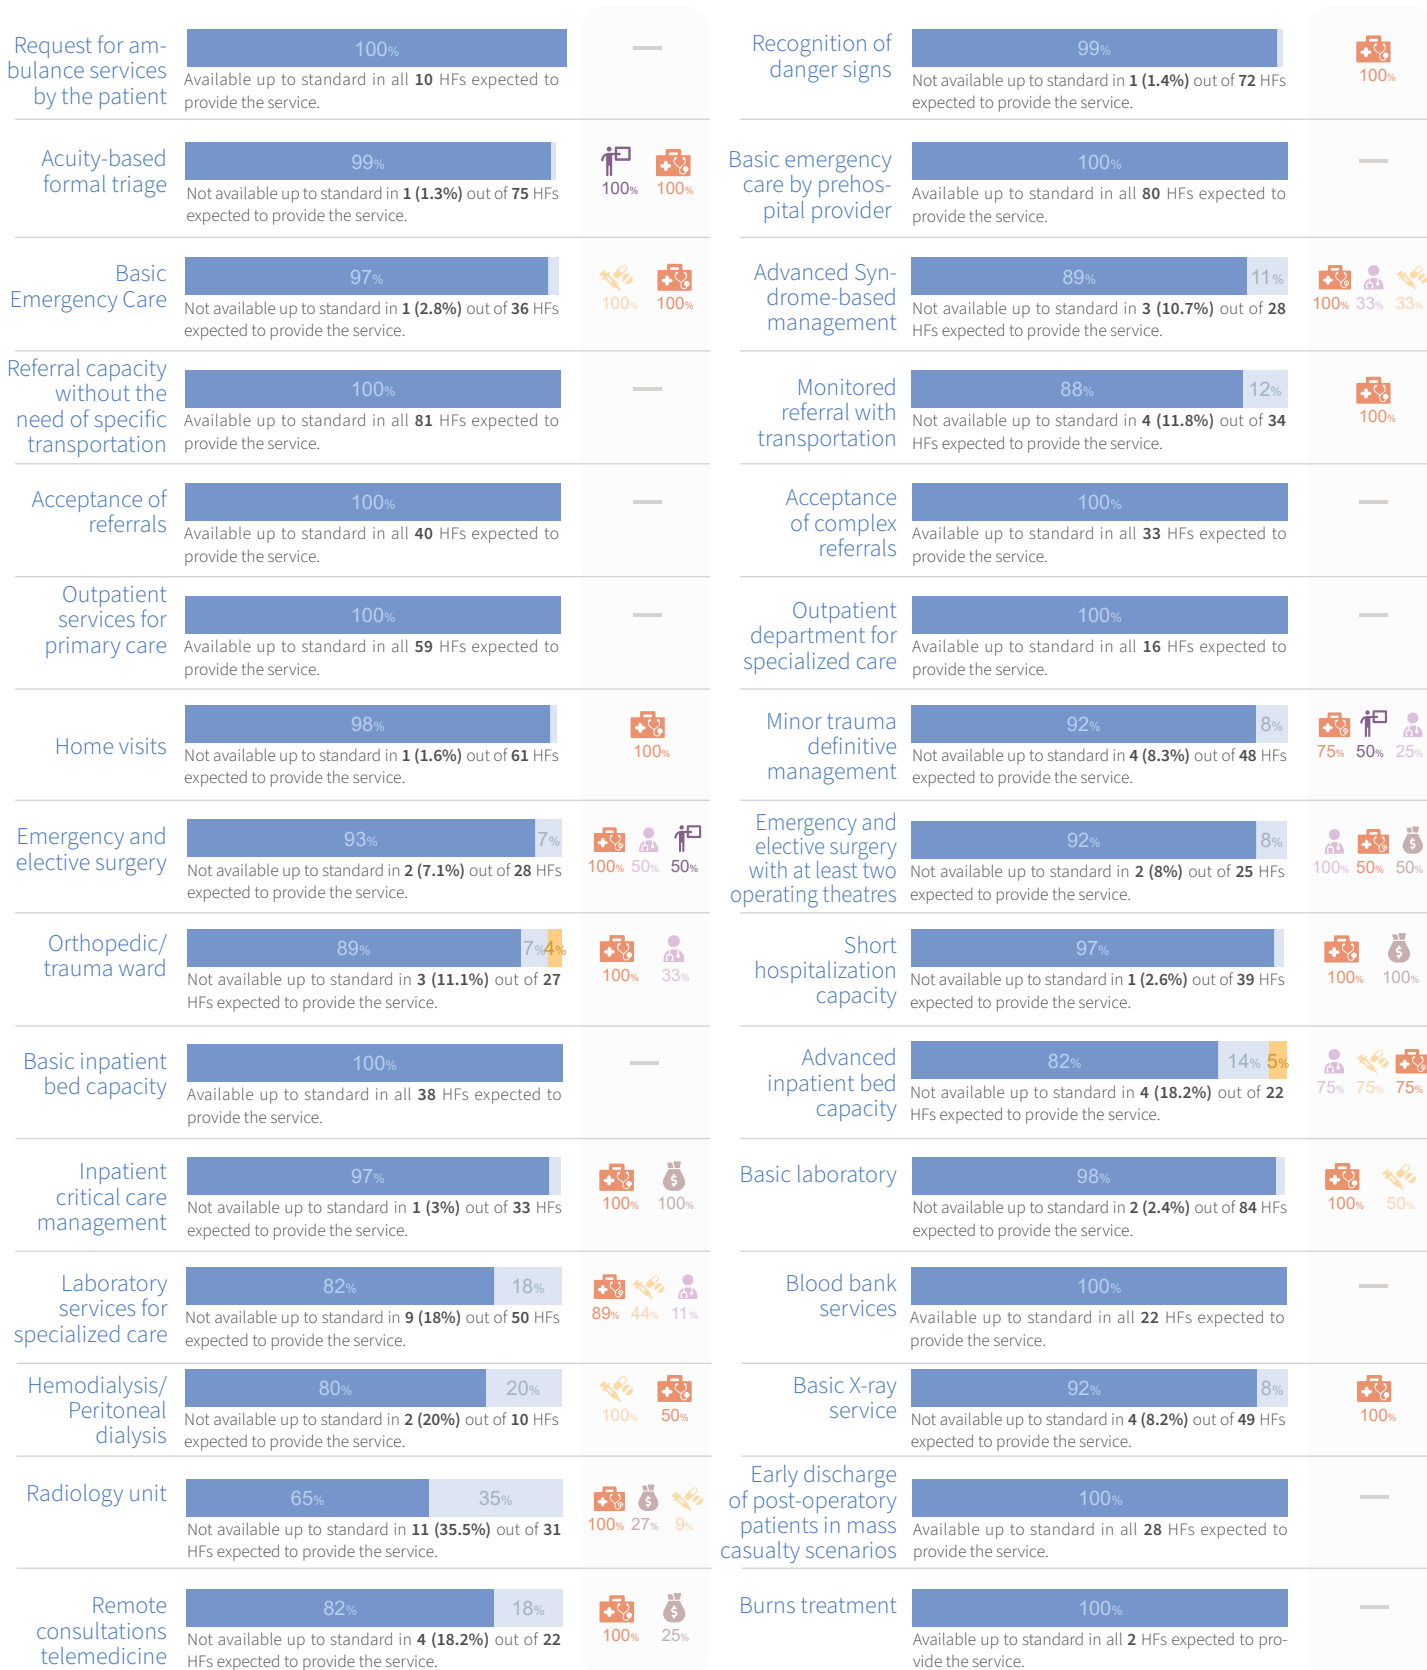 Request for am-
bulance services
by the patient
100%
Available up to standard in all 10 HFs expected to
provide the service.
Recognition of
danger signs
99%
Not available up to standard in 1 (1.4%) out of 72 HFs
expected to provide the service.
100%
Acuity-based
formal triage
99%
Not available up to standard in 1 (1.3%) out of 75 HFs
expected to provide the service.
100% 100%
Basic emergency
care by prehos-
pital provider
100%
Available up to standard in all 80 HFs expected to
provide the service.
Basic
Emergency Care
97%
Not available up to standard in 1 (2.8%) out of 36 HFs
expected to provide the service.
100% 100%
Advanced Syn-
drome-based
management
89% 11%
Not available up to standard in 3 (10.7%) out of 28
HFs expected to provide the service.
100% 33% 33%
Referral capacity
without the
need of specific
transportation
100%
Available up to standard in all 81 HFs expected to
provide the service.
Monitored
referral with
transportation
88% 12%
Not available up to standard in 4 (11.8%) out of 34
HFs expected to provide the service.
100%
Acceptance of
referrals
100%
Available up to standard in all 40 HFs expected to
provide the service.
Acceptance
of complex
referrals
100%
Available up to standard in all 33 HFs expected to
provide the service.
Outpatient
services for
primary care
100%
Available up to standard in all 59 HFs expected to
provide the service.
Outpatient
department for
specialized care
100%
Available up to standard in all 16 HFs expected to
provide the service.
Home visits
98%
Not available up to standard in 1 (1.6%) out of 61 HFs
expected to provide the service.
100%
Minor trauma
definitive
management
92% 8%
Not available up to standard in 4 (8.3%) out of 48 HFs
expected to provide the service.
75% 50% 25%
Emergency and
elective surgery
93% 7%
Not available up to standard in 2 (7.1%) out of 28 HFs
expected to provide the service.
100% 50% 50%
Emergency and
elective surgery
with at least two
operating theatres
92% 8%
Not available up to standard in 2 (8%) out of 25 HFs
expected to provide the service.
100% 50% 50%
Orthopedic/
trauma ward
89% 7% 4%
Not available up to standard in 3 (11.1%) out of 27
HFs expected to provide the service.
100% 33%
Short
hospitalization
capacity
97%
Not available up to standard in 1 (2.6%) out of 39 HFs
expected to provide the service.
100% 100%
Basic inpatient
bed capacity
100%
Available up to standard in all 38 HFs expected to
provide the service.
Advanced
inpatient bed
capacity
82% 14% 5%
Not available up to standard in 4 (18.2%) out of 22
HFs expected to provide the service.
75% 75% 75%
Inpatient
critical care
management
97%
Not available up to standard in 1 (3%) out of 33 HFs
expected to provide the service.
100% 100%
Basic laboratory
98%
Not available up to standard in 2 (2.4%) out of 84 HFs
expected to provide the service.
100% 50%
Laboratory
services for
specialized care
82% 18%
Not available up to standard in 9 (18%) out of 50 HFs
expected to provide the service.
89% 44% 11%
Blood bank
services
100%
Available up to standard in all 22 HFs expected to
provide the service.
Hemodialysis/
Peritoneal
dialysis
80% 20%
Not available up to standard in 2 (20%) out of 10 HFs
expected to provide the service.
100% 50%
Basic X-ray
service
92% 8%
Not available up to standard in 4 (8.2%) out of 49 HFs
expected to provide the service.
100%
Radiology unit
65% 35%
Not available up to standard in 11 (35.5%) out of 31
HFs expected to provide the service.
100% 27% 9%
Early discharge
of post-operatory
patients in mass
casualty scenarios
100%
Available up to standard in all 28 HFs expected to
provide the service.
Remote
consultations
telemedicine
82% 18%
Not available up to standard in 4 (18.2%) out of 22
HFs expected to provide the service.
100% 25%
Burns treatment
100%
Available up to standard in all 2 HFs expected to pro-
vide the service.